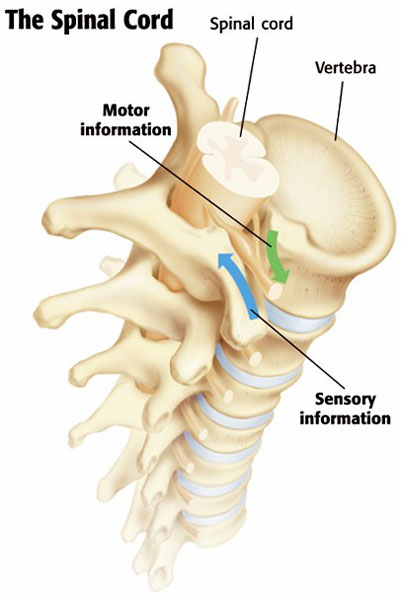 The Spinal Cord
Spinal cord
Vertebra
Motor
information
Sensory
information